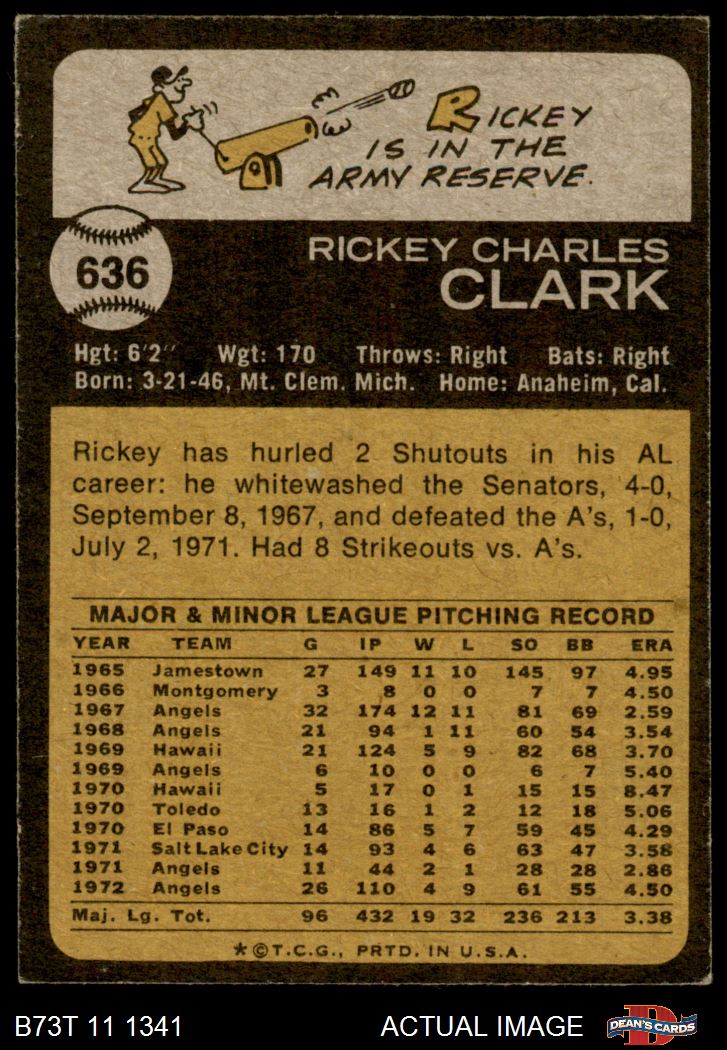 RICKEY
IS IN THE
ARMY RESERVE.
636
RICKEY CHARLES
CLARK
Hgt: 6'2" Wgt: 170 Throws: Right Bats: Right
Born: 3-21-46, Mt. Clem. Mich. Home: Anaheim, Cal.
Rickey has hurled 2 Shutouts in his AL
career: he whitewashed the Senators, 4-0,
September 8, 1967, and defeated the A's, 1-0,
July 2, 1971. Had 8 Strikeouts vs. A's.
MAJOR & MINOR LEAGUE PITCHING RECORD
YEAR TEAM G IP W L SO BB ERA
1965 Jamestown 27 149 11 10 145 97 4.95
1966 Montgomery 3 8 0 0 7 7 4.50
1967 Angels 32 174 12 11 81 69 2.59
1968 Angels 21 94 1 11 60 54 3.54
1969 Hawaii 21 124 5 9 82 68 3.70
1969 Angels 6 10 0 0 6 7 5.40
1970 Hawaii 5 17 0 1 15 15 8.47
1970 Toledo 13 16 1 2 12 18 5.06
1970 El Paso 14 86 5 7 59 45 4.29
1971 Salt Lake City 14 93 4 6 63 47 3.58
1971 Angels 11 44 2 1 28 28 2.86
1972 Angels 26 110 4 9 61 55 4.50
Maj. Lg. Tot. 96 432 19 32 236 213 3.38
*©T.C.G., PRTD. IN U.S.A.
B73T 11 1341 ACTUAL IMAGE DEAN'S CARDS